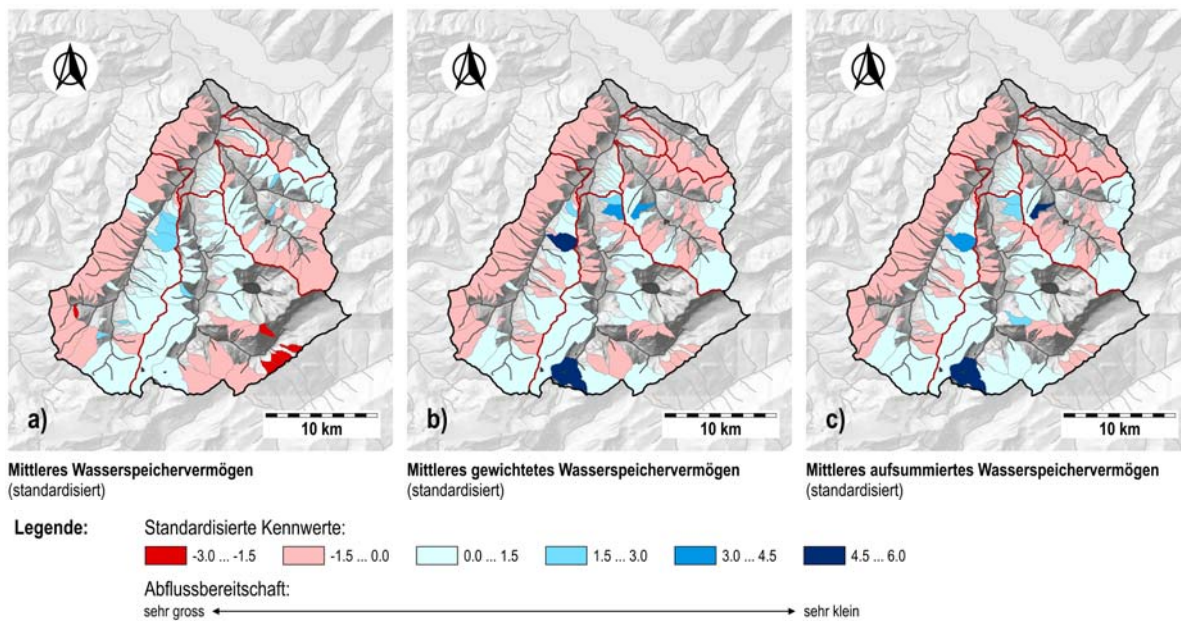 a)
10 km
b)
10 km
c)
10 km
Mittleres Wasserspeichervermögen
(standardisiert)
Mittleres gewichtetes Wasserspeichervermögen
(standardisiert)
Mittleres aufsummiertes Wasserspeichervermögen
(standardisiert)
Legende:
Standardisierte Kennwerte:
-3.0 ... -1.5
-1.5 ... 0.0
0.0 ... 1.5
1.5 ... 3.0
3.0 ... 4.5
4.5 ... 6.0
Abflussbereitschaft:
sehr gross
sehr klein